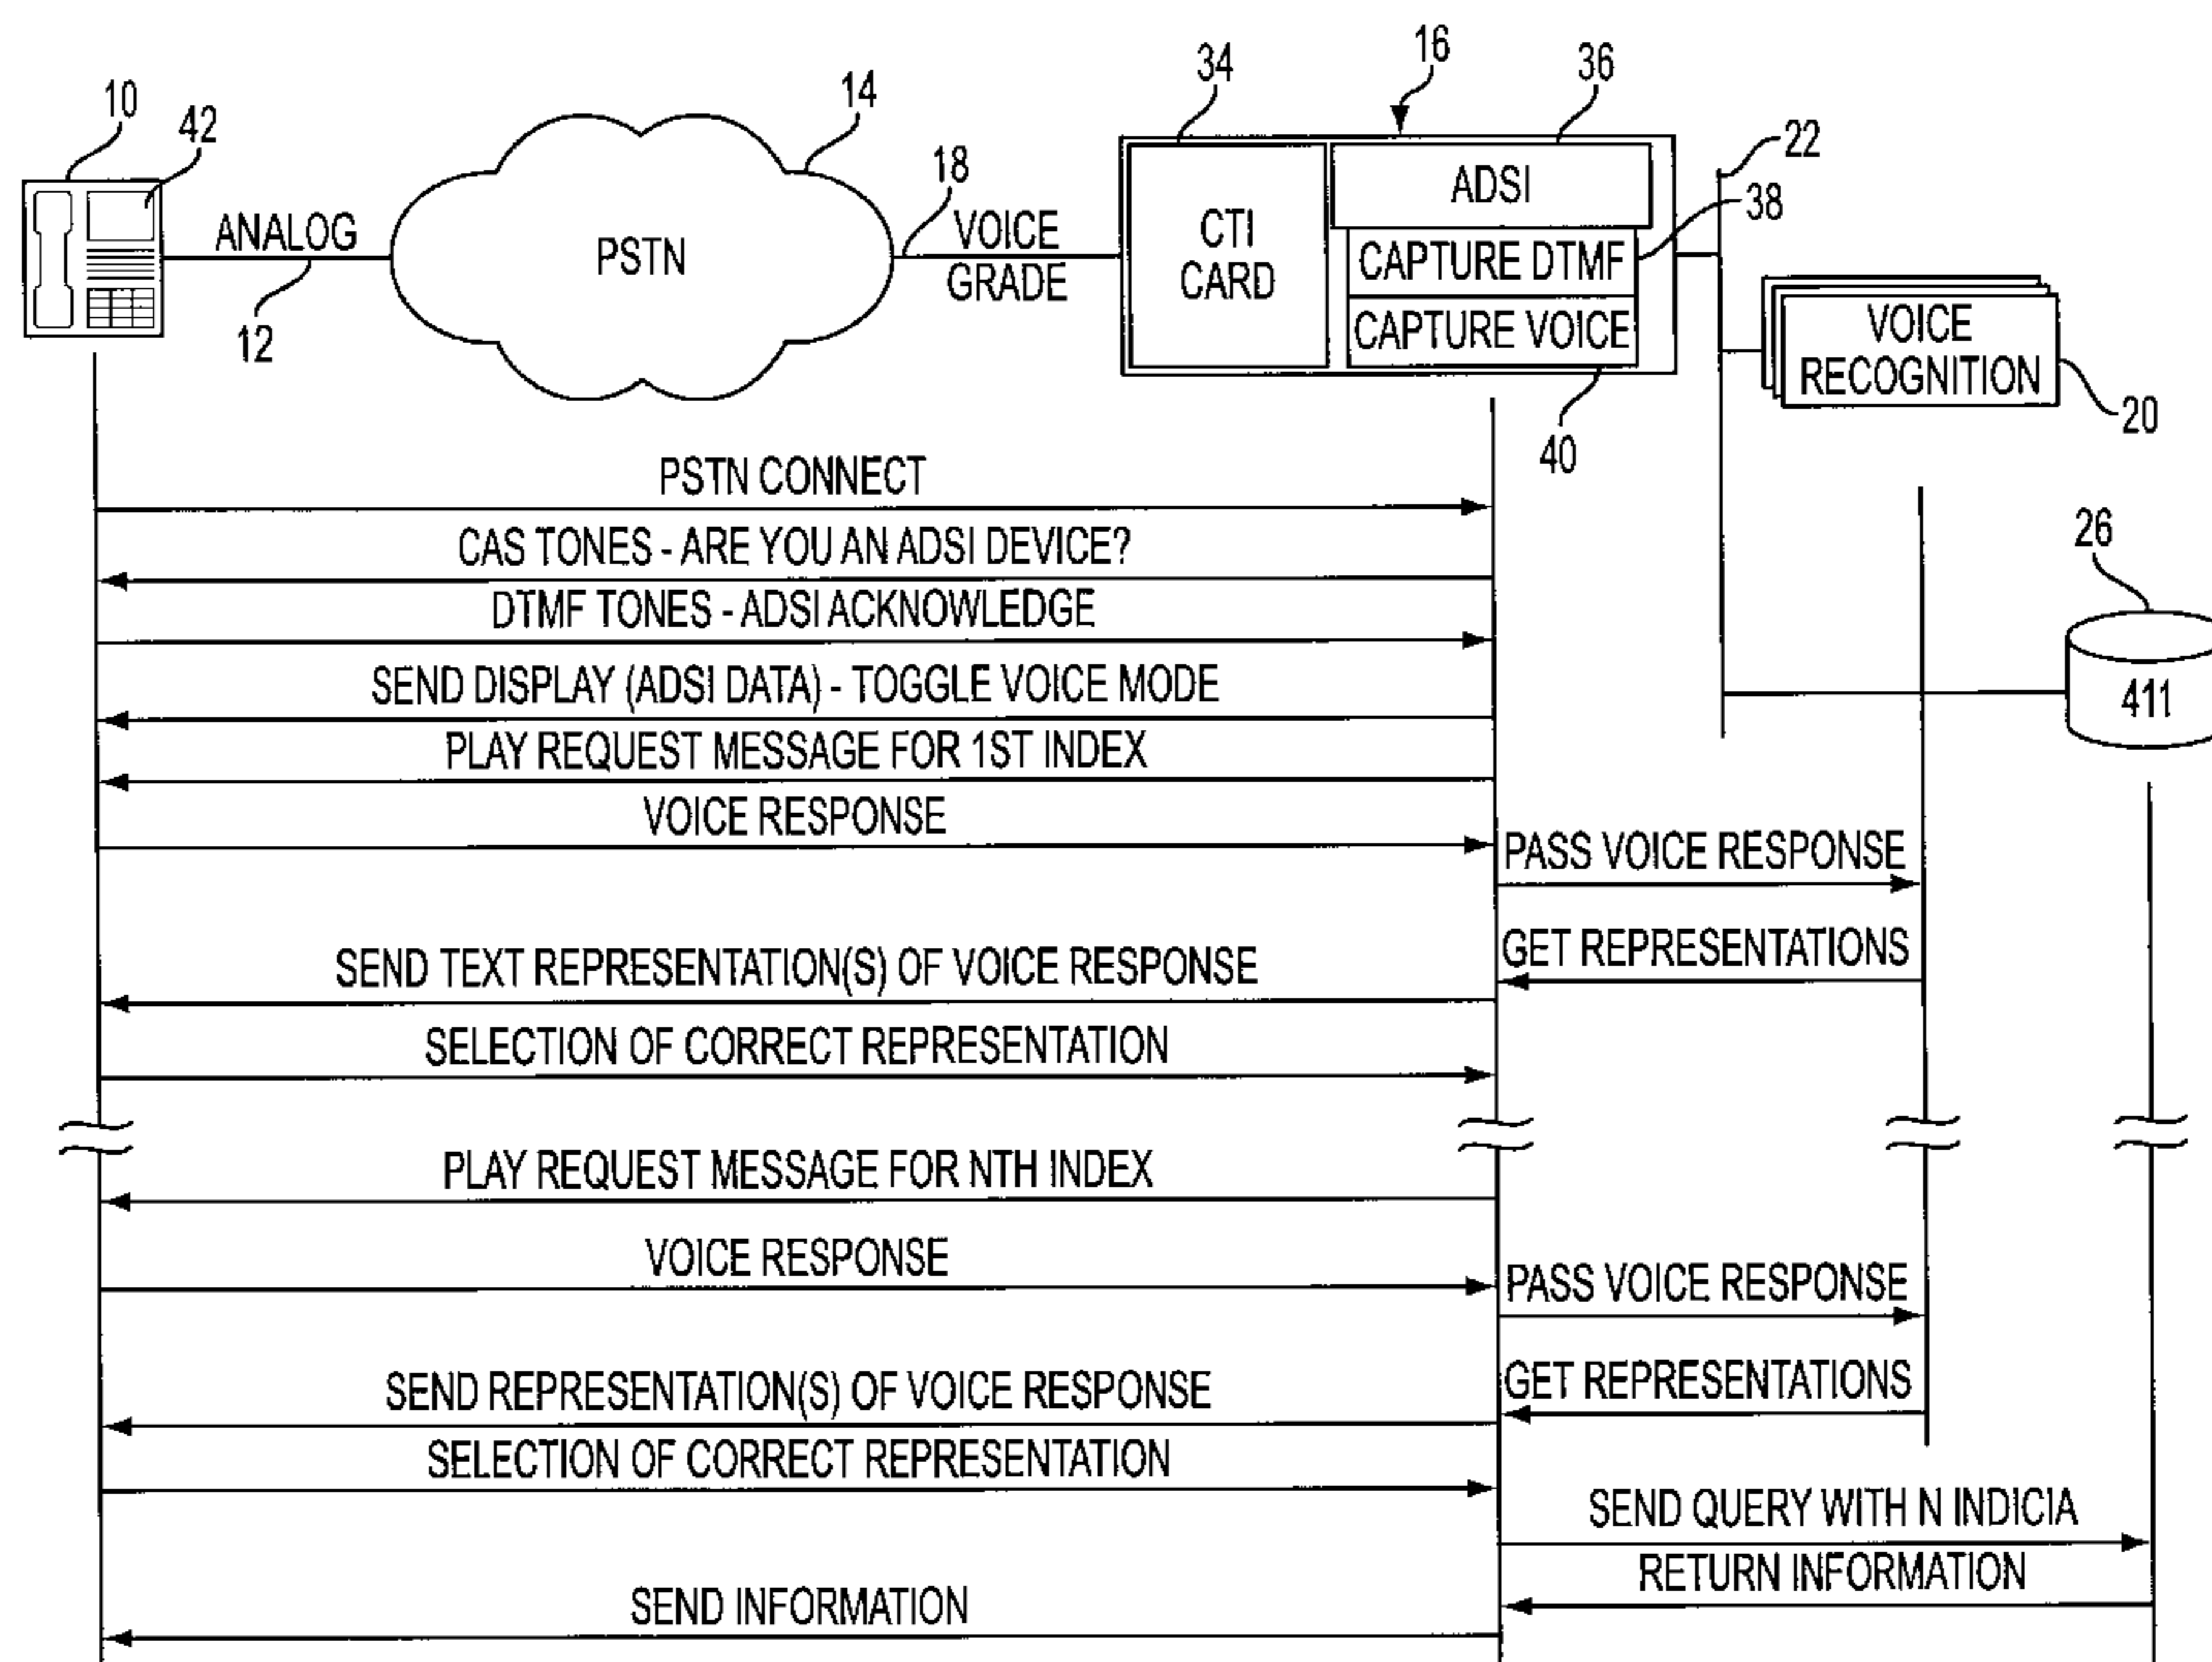 10
42
14
34
16
36
22
38
18
ANALOG
12
PSTN
VOICE
GRADE
CTI
CARD
ADSI
CAPTURE DTMF
CAPTURE VOICE
40
VOICE
RECOGNITION
20
26
411
PSTN CONNECT
CAS TONES - ARE YOU AN ADSI DEVICE?
DTMF TONES - ADSI ACKNOWLEDGE
SEND DISPLAY (ADSI DATA) - TOGGLE VOICE MODE
PLAY REQUEST MESSAGE FOR 1ST INDEX
VOICE RESPONSE
PASS VOICE RESPONSE
GET REPRESENTATIONS
SEND TEXT REPRESENTATION(S) OF VOICE RESPONSE
SELECTION OF CORRECT REPRESENTATION
PLAY REQUEST MESSAGE FOR NTH INDEX
VOICE RESPONSE
PASS VOICE RESPONSE
GET REPRESENTATIONS
SEND REPRESENTATION(S) OF VOICE RESPONSE
SELECTION OF CORRECT REPRESENTATION
SEND QUERY WITH N INDICIA
RETURN INFORMATION
SEND INFORMATION